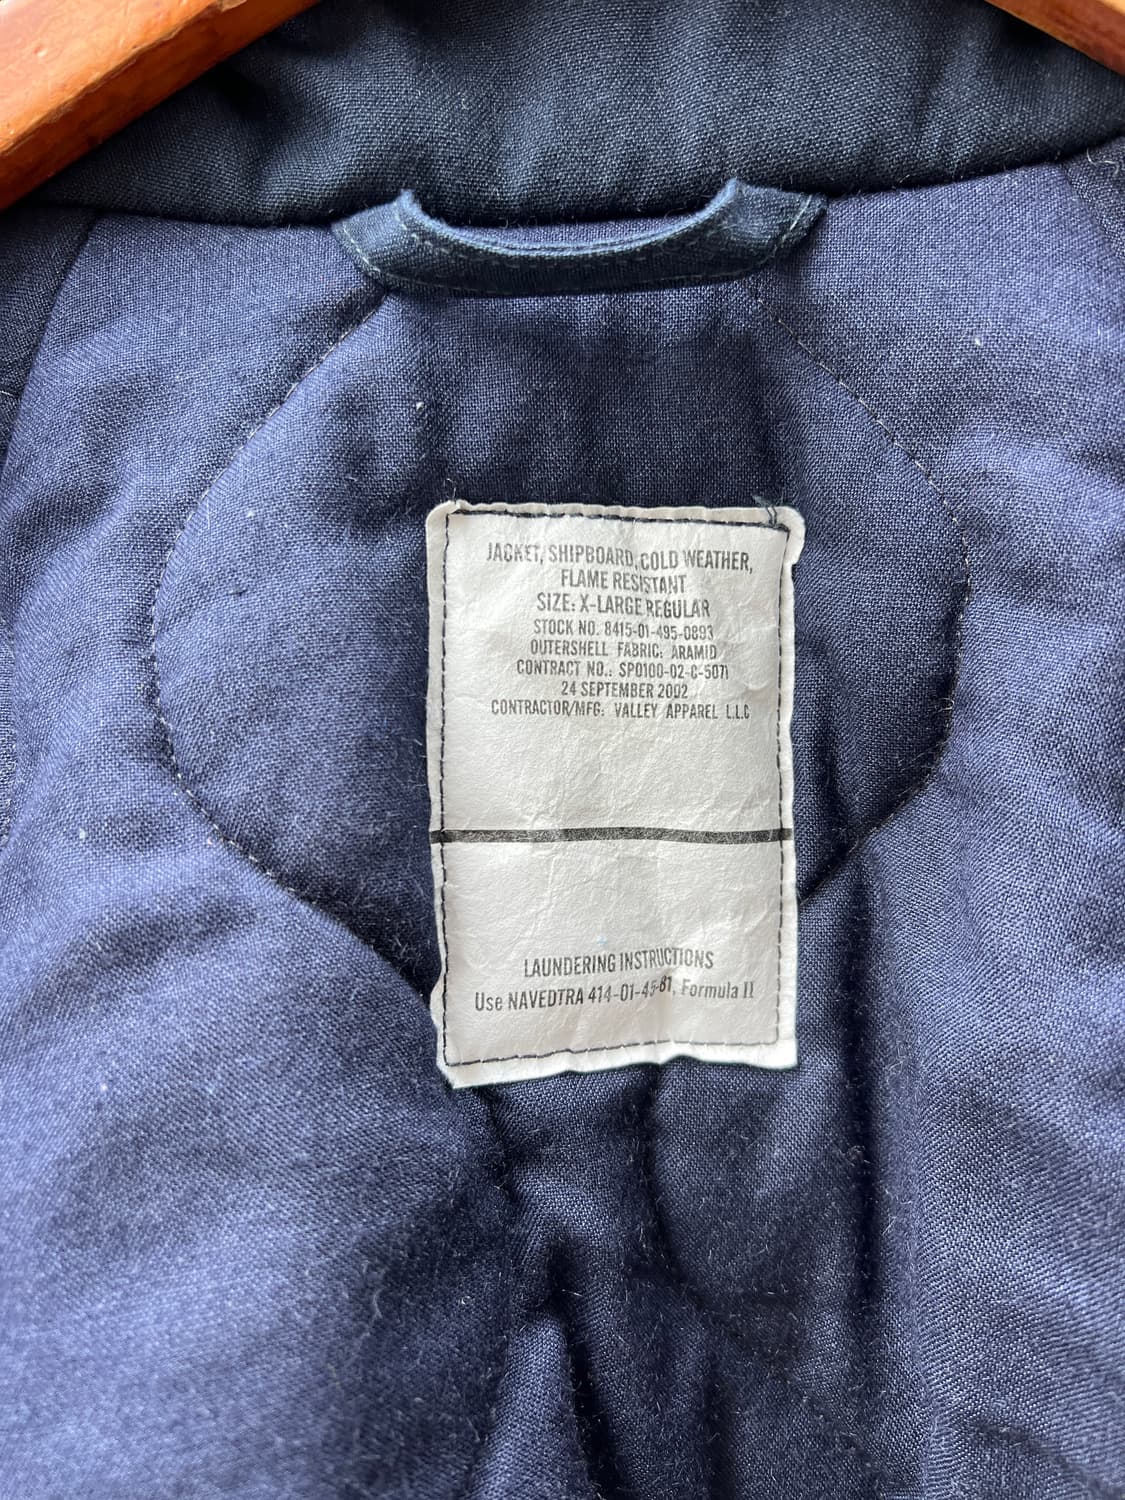 JACKET, SHIPBOARD, COLD WEATHER,
FLAME RESISTANT
SIZE: X-LARGE REGULAR
STOCK NO. 8415-01-495-0893
OUTERSHELL FABRIC: ARAMID
CONTRACT NO.: SP0100-02-C-5071
24 SEPTEMBER 2002
CONTRACTOR/MFG: VALLEY APPAREL L.L.C
LAUNDERING INSTRUCTIONS
Use NAVEDTRA 414-01-45-81, Formula II